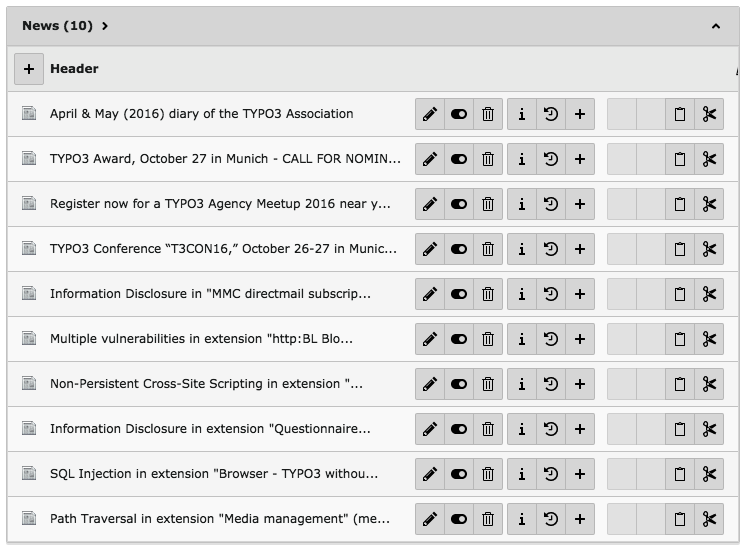 News (10)
Header
April & May (2016) diary of the TYPO3 Association
TYPO3 Award, October 27 in Munich - CALL FOR NOMIN...
Register now for a TYPO3 Agency Meetup 2016 near y...
TYPO3 Conference “T3CON16,” October 26-27 in Munic...
Information Disclosure in "MMC directmail subscrip...
Multiple vulnerabilities in extension "http:BL Blo...
Non-Persistent Cross-Site Scripting in extension "...
Information Disclosure in extension "Questionnaire...
SQL Injection in extension "Browser - TYPO3 withou...
Path Traversal in extension "Media management" (me...